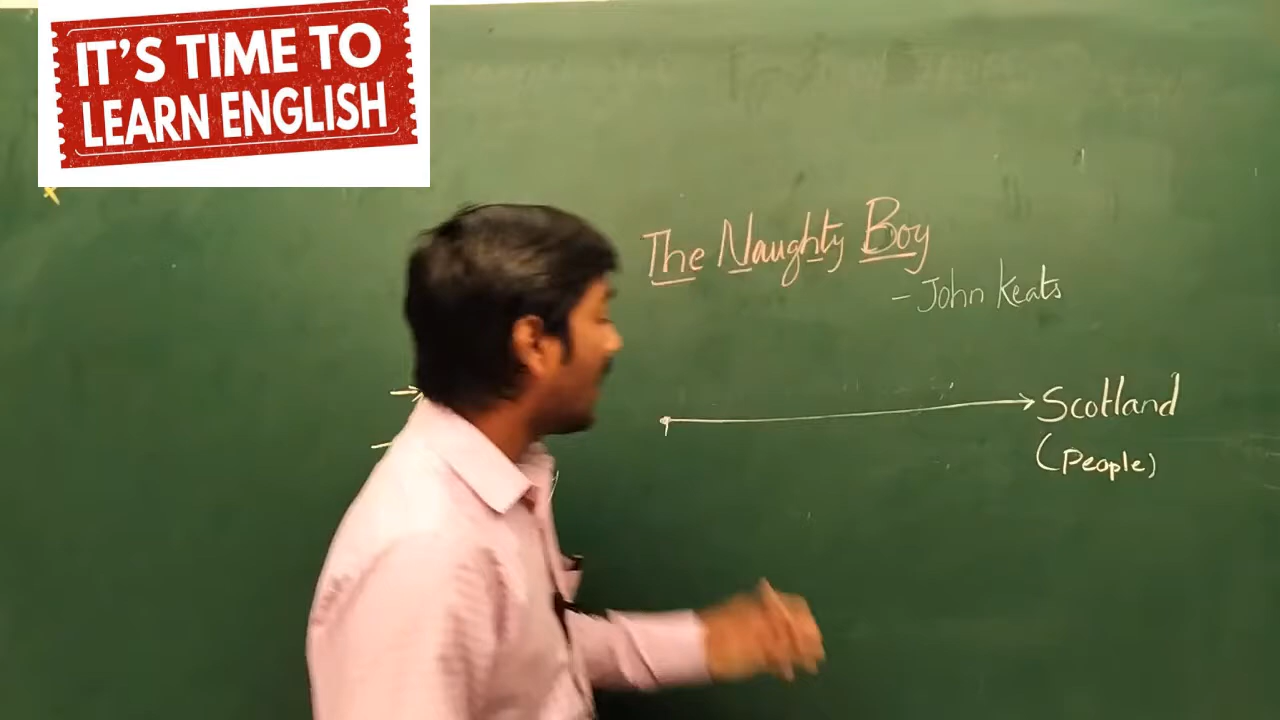 IT'S TIME TO
LEARN ENGLISH
The Naughty Boy
- John Keats
Scotland
(People)